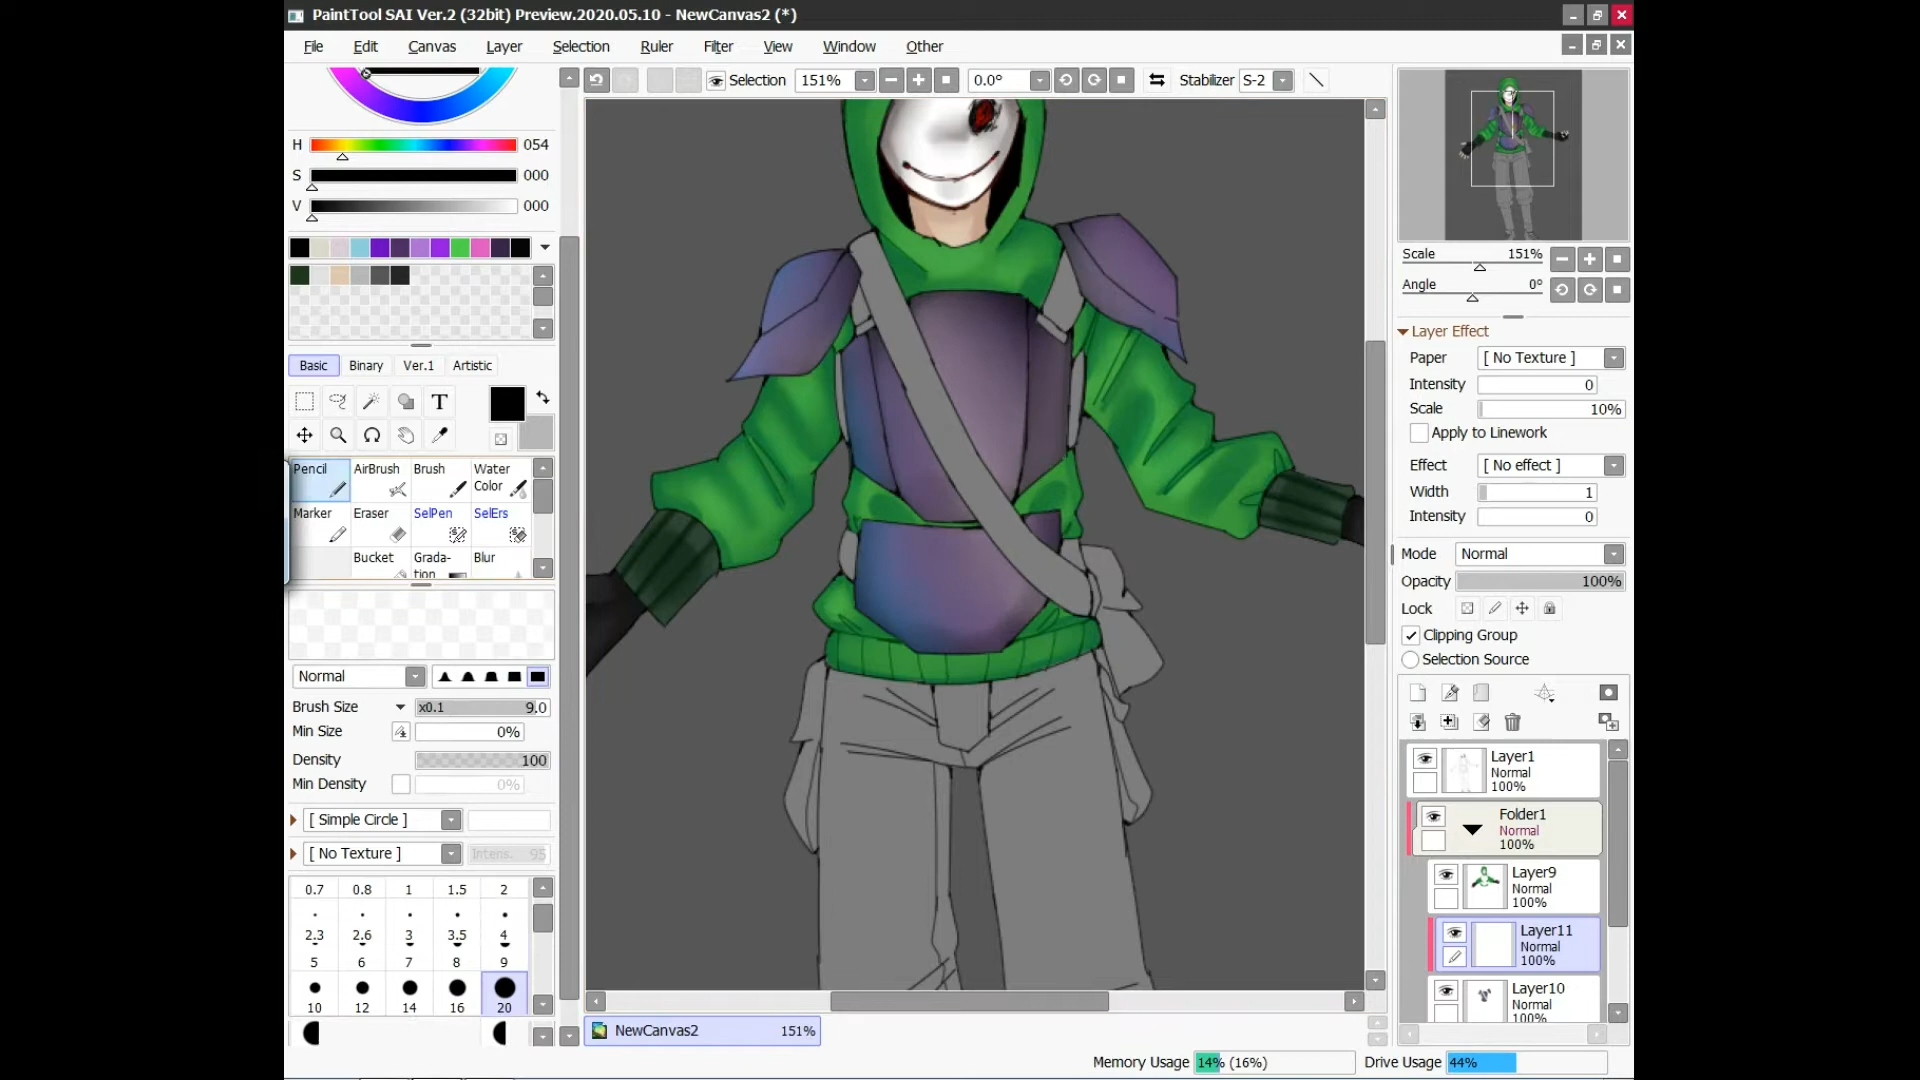 PaintTool SAI Ver.2 (32bit) Preview.2020.05.10 - NewCanvas2 (*)
File Edit Canvas Layer Selection Ruler Filter View Window Other
Selection 151% 0.0° Stabilizer S-2
H 054
S 000
V 000
Basic Binary Ver.1 Artistic
T
Pencil AirBrush Brush Water Color
Marker Eraser SelPen SelErs
Bucket Grada-tion Blur
Normal
Brush Size x0.1 9.0
Min Size 0%
Density 100
Min Density 0%
[ Simple Circle ]
[ No Texture ] Intens. 95
0.7 0.8 1 1.5 2
2.3 2.6 3 3.5 4
5 6 7 8 9
10 12 14 16 20
NewCanvas2 151%
Scale 151%
Angle 0°
Layer Effect
Paper [ No Texture ]
Intensity 0
Scale 10%
Apply to Linework
Effect [ No effect ]
Width 1
Intensity 0
Mode Normal
Opacity 100%
Lock
Clipping Group
Selection Source
Layer1
Normal
100%
Folder1
Normal
100%
Layer9
Normal
100%
Layer11
Normal
100%
Layer10
Normal
100%
Memory Usage 14% (16%) Drive Usage 44%